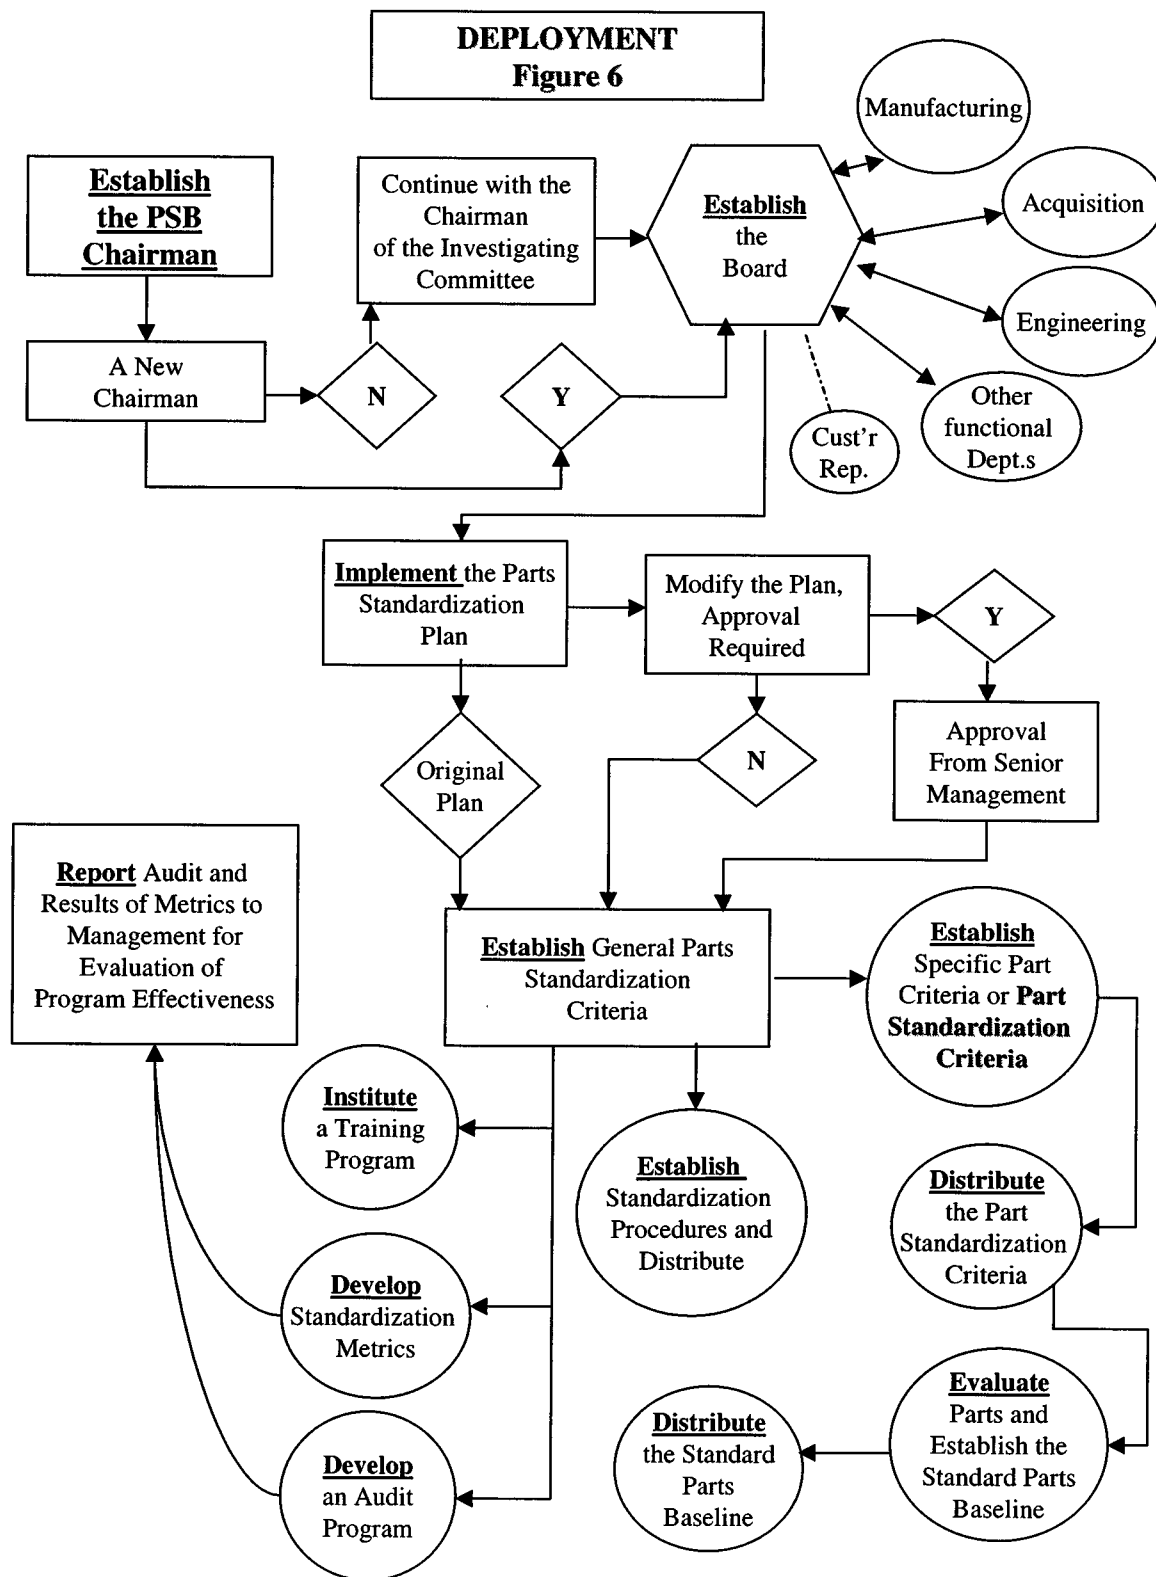 DEPLOYMENT
Figure 6
Manufacturing
Establish
the PSB
Chairman
Continue with the
Chairman
of the Investigating
Committee
Establish
the
Board
Acquisition
Engineering
A New
Chairman
N
Y
Other
functional
Dept.s
Cust'r
Rep.
Implement the Parts
Standardization
Plan
Modify the Plan,
Approval
Required
Y
Original
Plan
N
Approval
From Senior
Management
Report Audit and
Results of Metrics to
Management for
Evaluation of
Program Effectiveness
Establish General Parts
Standardization
Criteria
Establish
Specific Part
Criteria or Part
Standardization
Criteria
Institute
a Training
Program
Establish
Standardization
Procedures and
Distribute
Distribute
the Part
Standardization
Criteria
Develop
Standardization
Metrics
Evaluate
Parts and
Establish the
Standard Parts
Baseline
Distribute
the Standard
Parts
Baseline
Develop
an Audit
Program